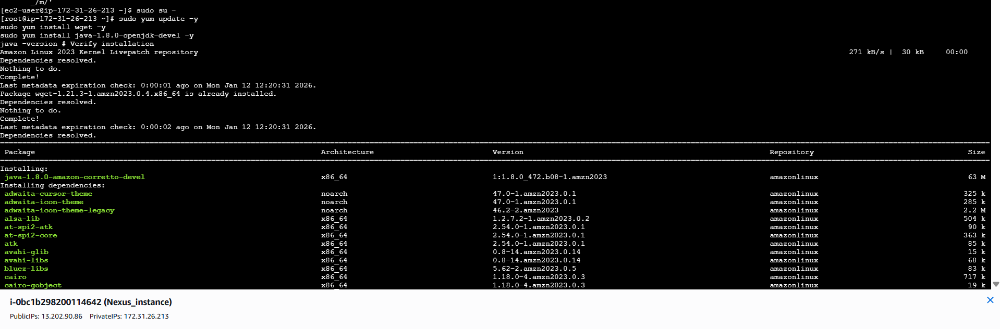 _/m/'
[ec2-user@ip-172-31-26-213 ~]$ sudo su -
[root@ip-172-31-26-213 ~]# sudo yum update -y
sudo yum install wget -y
sudo yum install java-1.8.0-openjdk-devel -y
java -version # Verify installation
Amazon Linux 2023 Kernel Livepatch repository 271 kB/s | 30 kB 00:00
Dependencies resolved.
Nothing to do.
Complete!
Last metadata expiration check: 0:00:01 ago on Mon Jan 12 12:20:31 2026.
Package wget-1.21.3-1.amzn2023.0.4.x86_64 is already installed.
Dependencies resolved.
Nothing to do.
Complete!
Last metadata expiration check: 0:00:02 ago on Mon Jan 12 12:20:31 2026.
Dependencies resolved.
Package Architecture Version Repository Size
Installing:
java-1.8.0-amazon-corretto-devel x86_64 1:1.8.0_472.b08-1.amzn2023 amazonlinux 63 M
Installing dependencies:
adwaita-cursor-theme noarch 47.0-1.amzn2023.0.1 amazonlinux 325 k
adwaita-icon-theme noarch 47.0-1.amzn2023.0.1 amazonlinux 285 k
adwaita-icon-theme-legacy noarch 46.2-2.amzn2023 amazonlinux 2.2 M
alsa-lib x86_64 1.2.7.2-1.amzn2023.0.2 amazonlinux 504 k
at-spi2-atk x86_64 2.54.0-1.amzn2023.0.1 amazonlinux 90 k
at-spi2-core x86_64 2.54.0-1.amzn2023.0.1 amazonlinux 363 k
atk x86_64 2.54.0-1.amzn2023.0.1 amazonlinux 85 k
avahi-glib x86_64 0.8-14.amzn2023.0.14 amazonlinux 15 k
avahi-libs x86_64 0.8-14.amzn2023.0.14 amazonlinux 68 k
bluez-libs x86_64 5.62-2.amzn2023.0.5 amazonlinux 83 k
cairo x86_64 1.18.0-4.amzn2023.0.3 amazonlinux 717 k
cairo-gobject x86_64 1.18.0-4.amzn2023.0.3 amazonlinux 19 k
i-0bc1b298200114642 (Nexus_instance)
PublicIPs: 13.202.90.86 PrivateIPs: 172.31.26.213